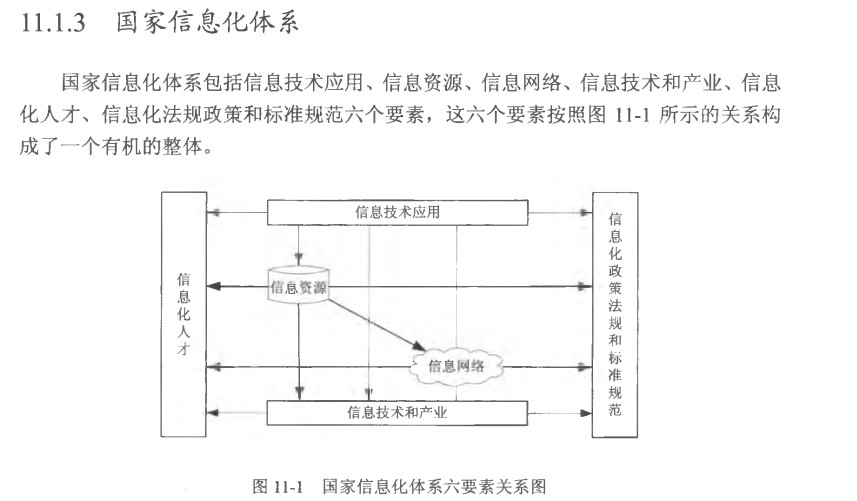 11.1.3 国家信息化体系
国家信息化体系包括信息技术应用、信息资源、信息网络、信息技术和产业、信息
化人才、信息化法规政策和标准规范六个要素，这六个要素按照图 11-1 所示的关系构
成了一个有机的整体。
信息技术应用
信息化人才
信息资源
信息化政策法规和标准规范
信息网络
信息技术和产业
图 11-1 国家信息化体系六要素关系图